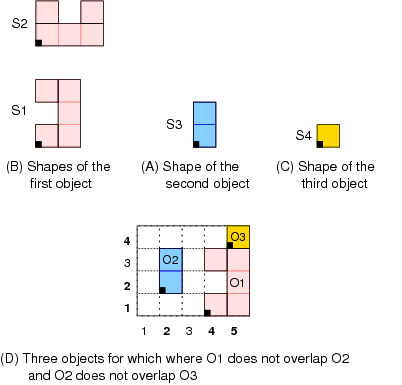 S2
S1
S3
S4
(B) Shapes of the
first object
(A) Shape of the
second object
(C) Shape of the
third object
4
3
2
1
O3
O2
O1
1 2 3 4 5
(D) Three objects for which where O1 does not overlap O2
and O2 does not overlap O3